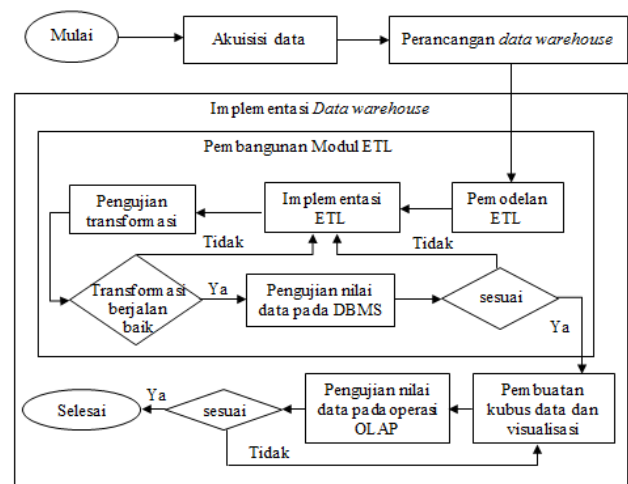 Mulai
Akuisisi data
Perancangan data warehouse
Implementasi Data warehouse
Pembangunan Modul ETL
Pengujian
transformasi
Implementasi
ETL
Pemodelan
ETL
Tidak
Tidak
Transformasi
berjalan
baik
Ya
Pengujian nilai
data pada DBMS
sesuai
Ya
Selesai
Ya
sesuai
Pengujian nilai
data pada operasi
OLAP
Pembuatan
kubus data dan
visualisasi
Tidak